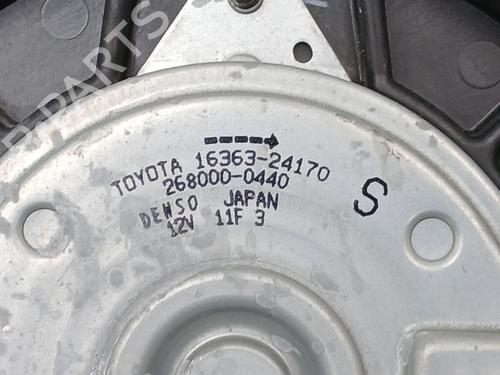 TOYOTA 16363-24170
268000-0440
DENSO JAPAN
12V 11F 3
S
PARTS